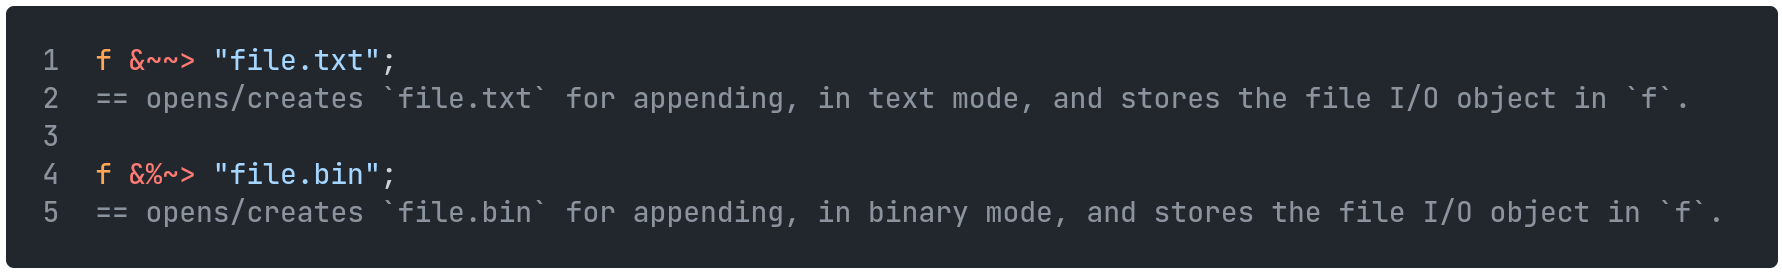 1 f &~~> "file.txt";
2 == opens/creates `file.txt` for appending, in text mode, and stores the file I/O object in `f`.
3
4 f &%~> "file.bin";
5 == opens/creates `file.bin` for appending, in binary mode, and stores the file I/O object in `f`.